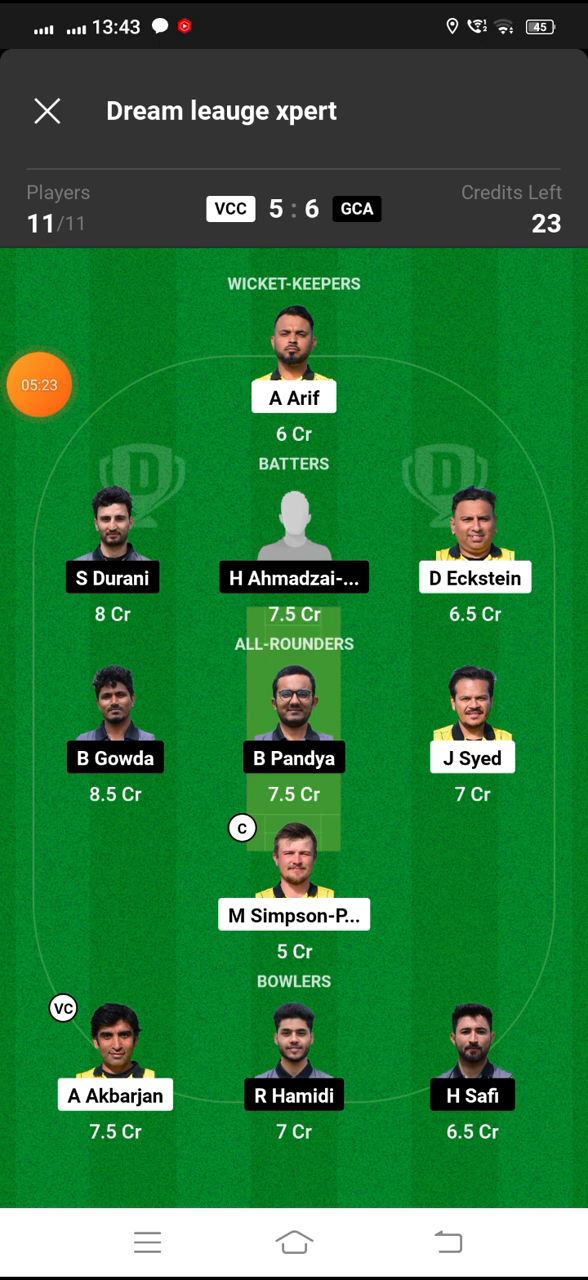 13:43
2
45
Dream leauge xpert
Players
Credits Left
11/11
VCC 5 : 6 GCA
23
WICKET-KEEPERS
05:23
A Arif
6 Cr
BATTERS
D D
S Durani
H Ahmadzai-...
D Eckstein
8 Cr
7.5 Cr
6.5 Cr
ALL-ROUNDERS
B Gowda
B Pandya
J Syed
8.5 Cr
7.5 Cr
7 Cr
C
M Simpson-P...
5 Cr
BOWLERS
VC
A Akbarjan
R Hamidi
H Safi
7.5 Cr
7 Cr
6.5 Cr